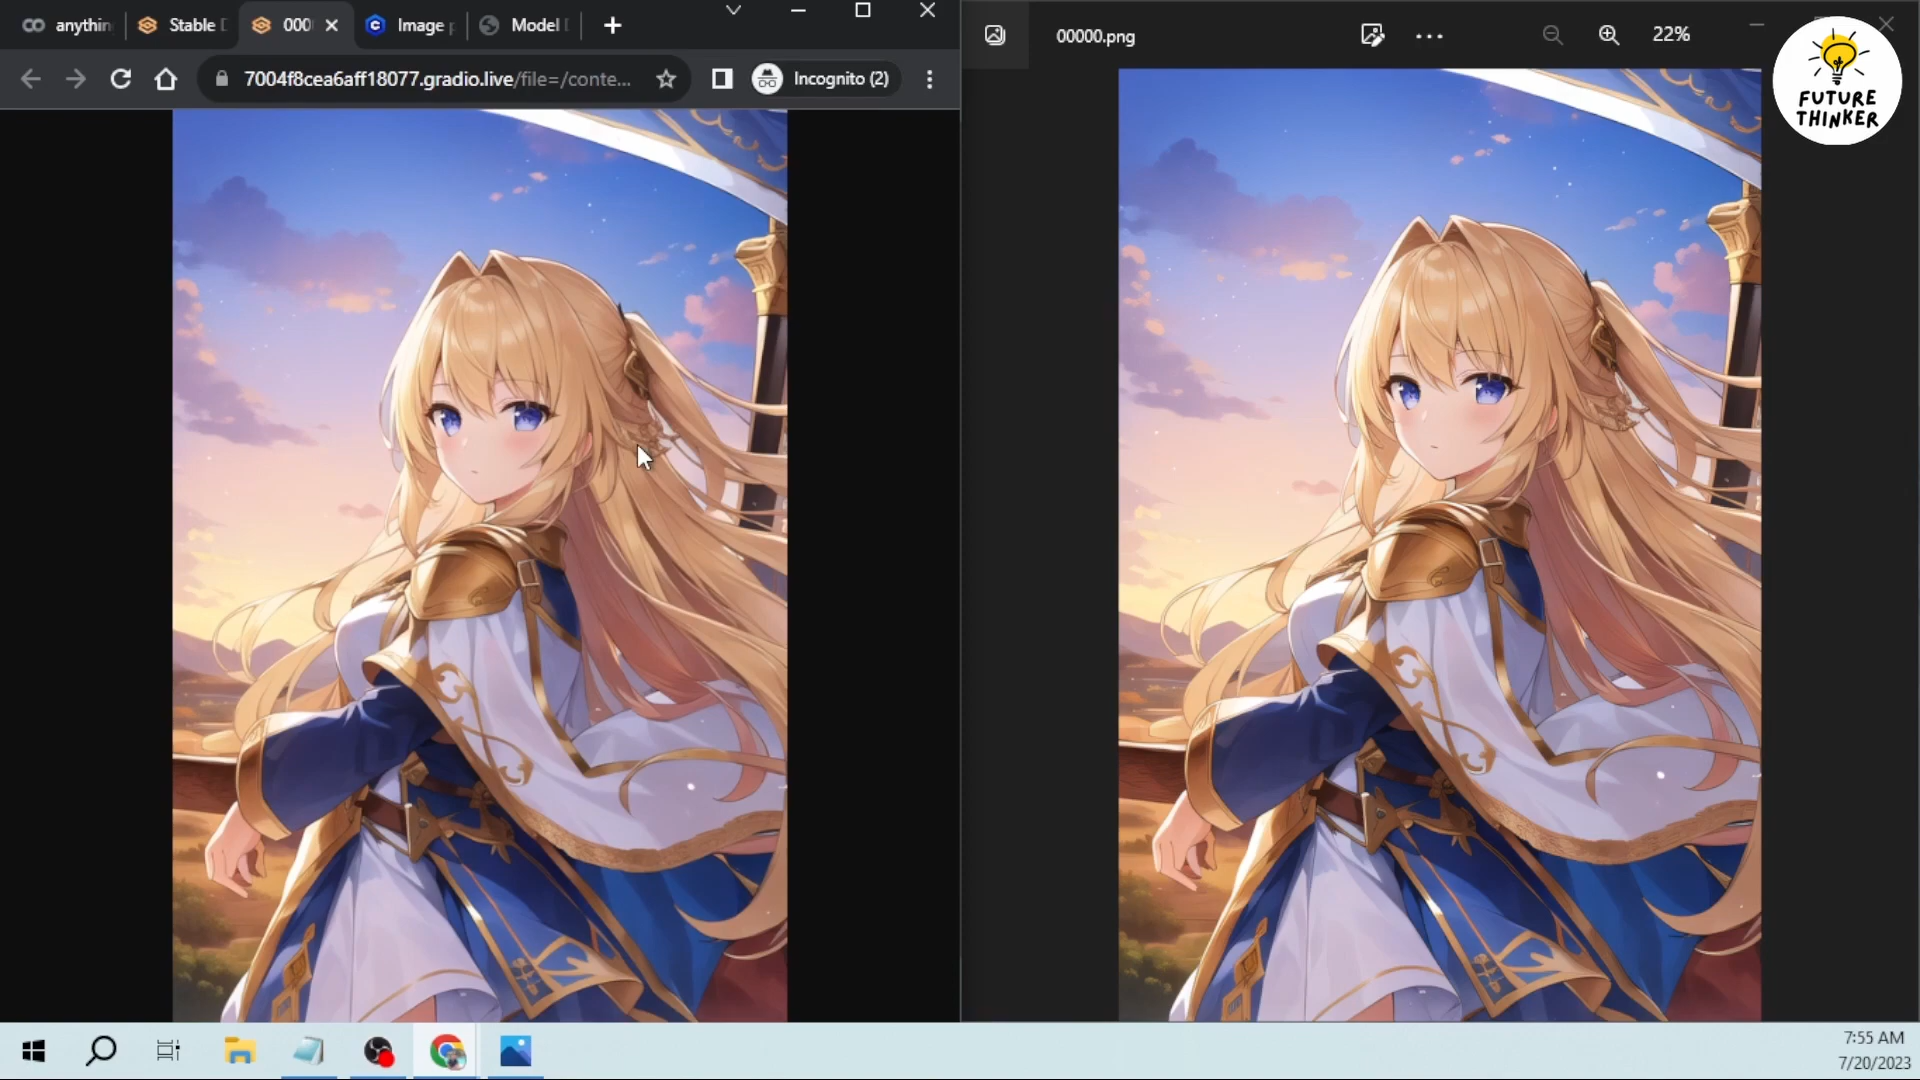 anythin
Stable
000
Image
Model
7004f8cea6aff18077.gradio.live/file=/conte...
Incognito (2)
00000.png
22%
FUTURE
THINKER
7:55 AM
7/20/2023